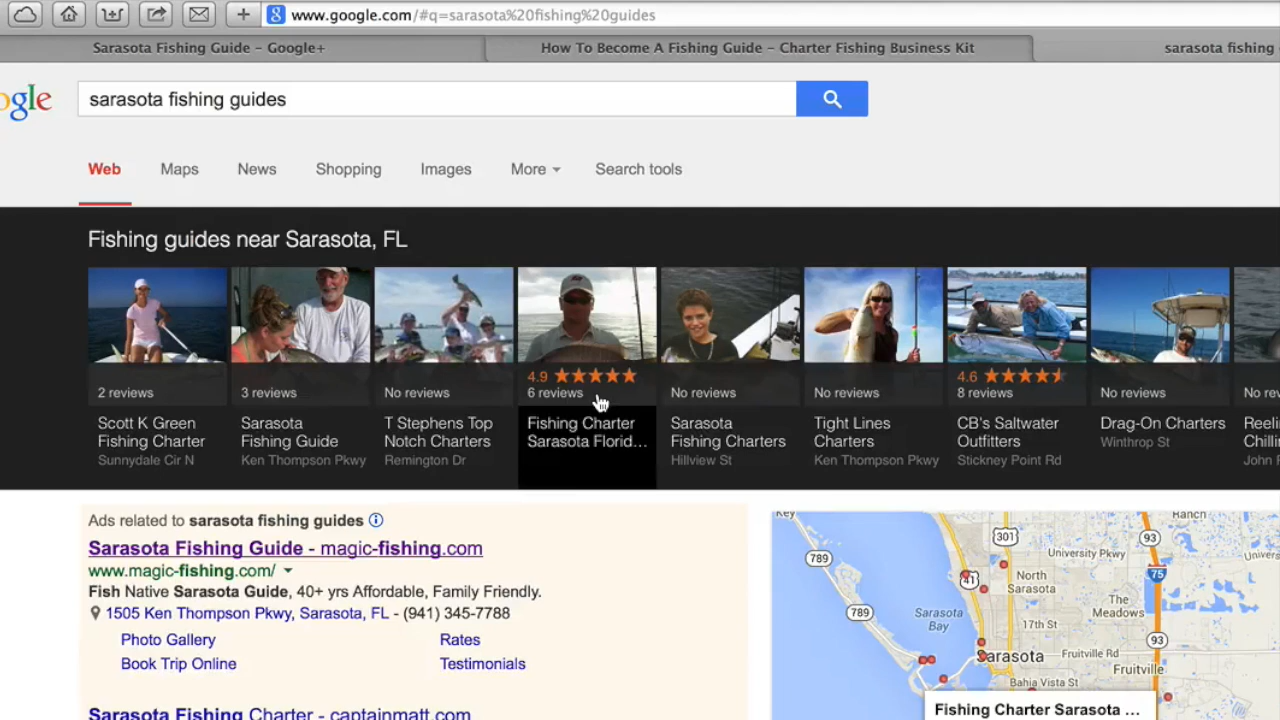 www.google.com/#q=sarasota%20fishing%20guides
Sarasota Fishing Guide – Google+
How To Become A Fishing Guide – Charter Fishing Business Kit
sarasota fishing
ogle
sarasota fishing guides
Web
Maps
News
Shopping
Images
More
Search tools
Fishing guides near Sarasota, FL
2 reviews
Scott K Green
Fishing Charter
Sunnydale Cir N
3 reviews
Sarasota
Fishing Guide
Ken Thompson Pkwy
No reviews
T Stephens Top
Notch Charters
Remington Dr
4.9
6 reviews
Fishing Charter
Sarasota Florid...
No reviews
Sarasota
Fishing Charters
Hillview St
No reviews
Tight Lines
Charters
Ken Thompson Pkwy
4.6
8 reviews
CB's Saltwater
Outfitters
Stickney Point Rd
No reviews
Drag-On Charters
Winthrop St
No re
Reeli
Chilli
John
Ads related to sarasota fishing guides
Sarasota Fishing Guide - magic-fishing.com
www.magic-fishing.com/
Fish Native Sarasota Guide, 40+ yrs Affordable, Family Friendly.
1505 Ken Thompson Pkwy, Sarasota, FL - (941) 345-7788
Photo Gallery
Rates
Book Trip Online
Testimonials
Sarasota Fishing Charter - captainmatt.com
Key
Ranch
301
93
789
University Pkwy
Univers
41
75
North
Sarasota
The
Meadows
789
Sarasota
Bay
17th St
93
Sarasota
Fruitville Rd
Fruitville
Bahia Vista St
Fishing Charter Sarasota ...